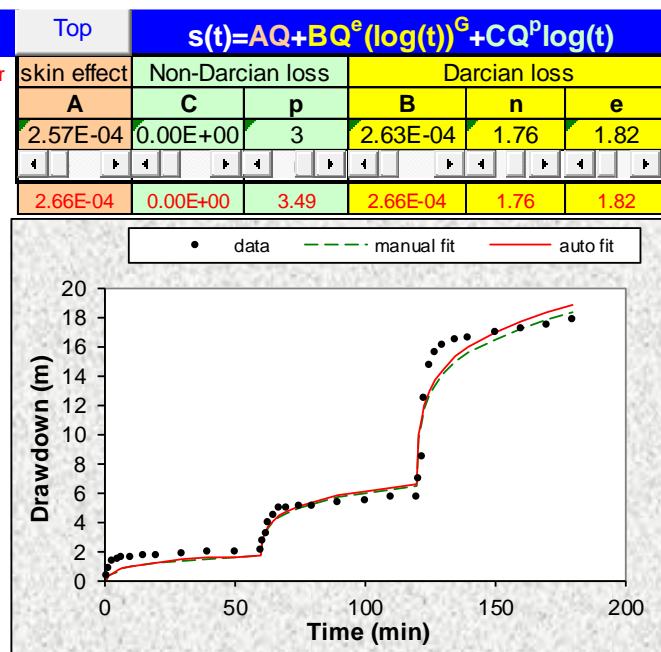 Top
s(t)=AQ+BQ^e(log(t))^G+CQ^p log(t)
r
skin effect Non-Darcian loss Darcian loss
A C p B n e
2.57E-04 0.00E+00 3 2.63E-04 1.76 1.82
2.66E-04 0.00E+00 3.49 2.66E-04 1.76 1.82
data manual fit auto fit
20
18
16
14
12
10
8
6
4
2
0
Drawdown (m)
0 50 100 150 200
Time (min)